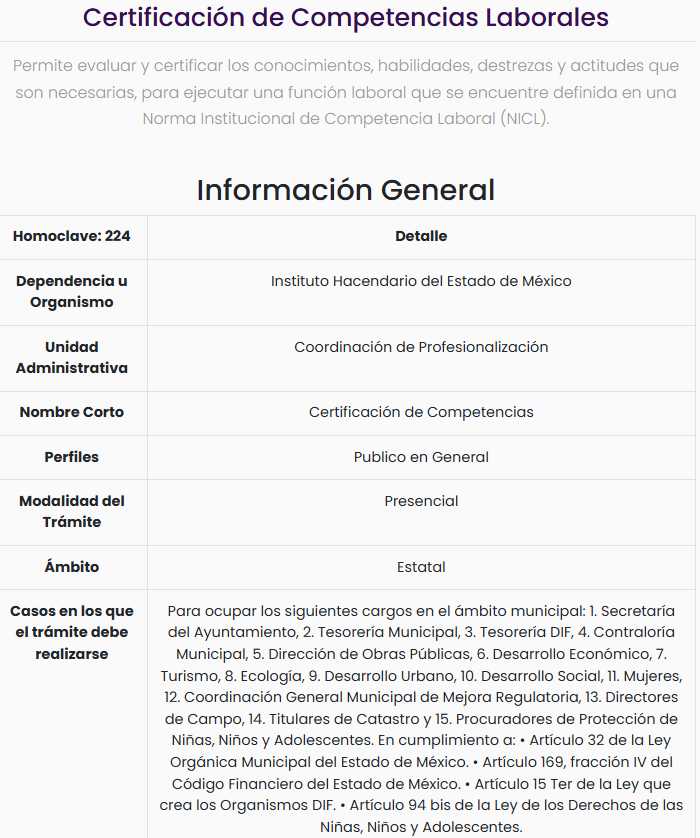 Certificación de Competencias Laborales
Permite evaluar y certificar los conocimientos, habilidades, destrezas y actitudes que
son necesarias, para ejecutar una función laboral que se encuentre definida en una
Norma Institucional de Competencia Laboral (NICL).
Información General
Homoclave: 224
Detalle
Dependencia u
Organismo
Instituto Hacendario del Estado de México
Unidad
Administrativa
Coordinación de Profesionalización
Nombre Corto
Certificación de Competencias
Perfiles
Publico en General
Modalidad del
Trámite
Presencial
Ámbito
Estatal
Casos en los que
el trámite debe
realizarse
Para ocupar los siguientes cargos en el ámbito municipal: 1. Secretaría
del Ayuntamiento, 2. Tesorería Municipal, 3. Tesorería DIF, 4. Contraloría
Municipal, 5. Dirección de Obras Públicas, 6. Desarrollo Económico, 7.
Turismo, 8. Ecología, 9. Desarrollo Urbano, 10. Desarrollo Social, 11. Mujeres,
12. Coordinación General Municipal de Mejora Regulatoria, 13. Directores
de Campo, 14. Titulares de Catastro y 15. Procuradores de Protección de
Niñas, Niños y Adolescentes. En cumplimiento a: • Artículo 32 de la Ley
Orgánica Municipal del Estado de México. • Artículo 169, fracción IV del
Código Financiero del Estado de México. • Artículo 15 Ter de la Ley que
crea los Organismos DIF. • Artículo 94 bis de la Ley de los Derechos de las
Niñas, Niños y Adolescentes.